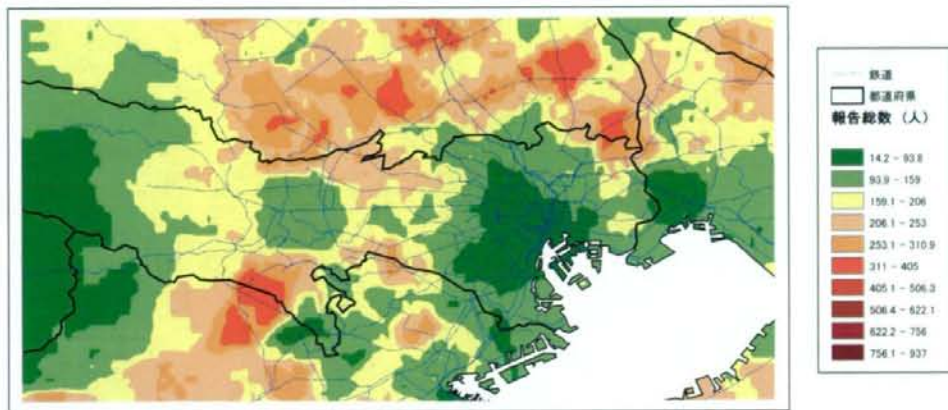 鉄道
都道府県
報告総数 (人)
14.2 - 93.8
93.9 - 159
159.1 - 206
206.1 - 253
253.1 - 310.9
311 - 405
405.1 - 506.3
506.4 - 622.1
622.2 - 756
756.1 - 937